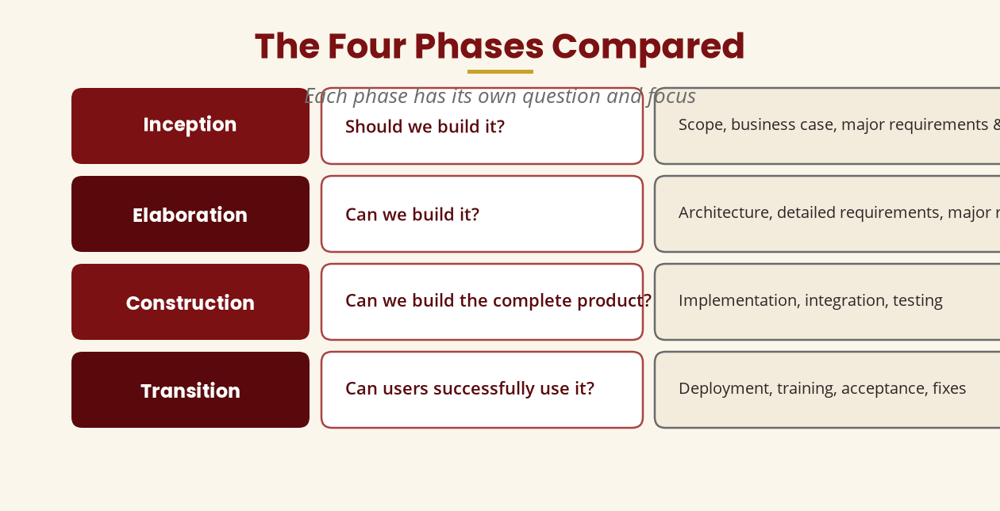 The Four Phases Compared
Each phase has its own question and focus
Inception
Should we build it?
Scope, business case, major requirements &
Elaboration
Can we build it?
Architecture, detailed requirements, major
Construction
Can we build the complete product?
Implementation, integration, testing
Transition
Can users successfully use it?
Deployment, training, acceptance, fixes